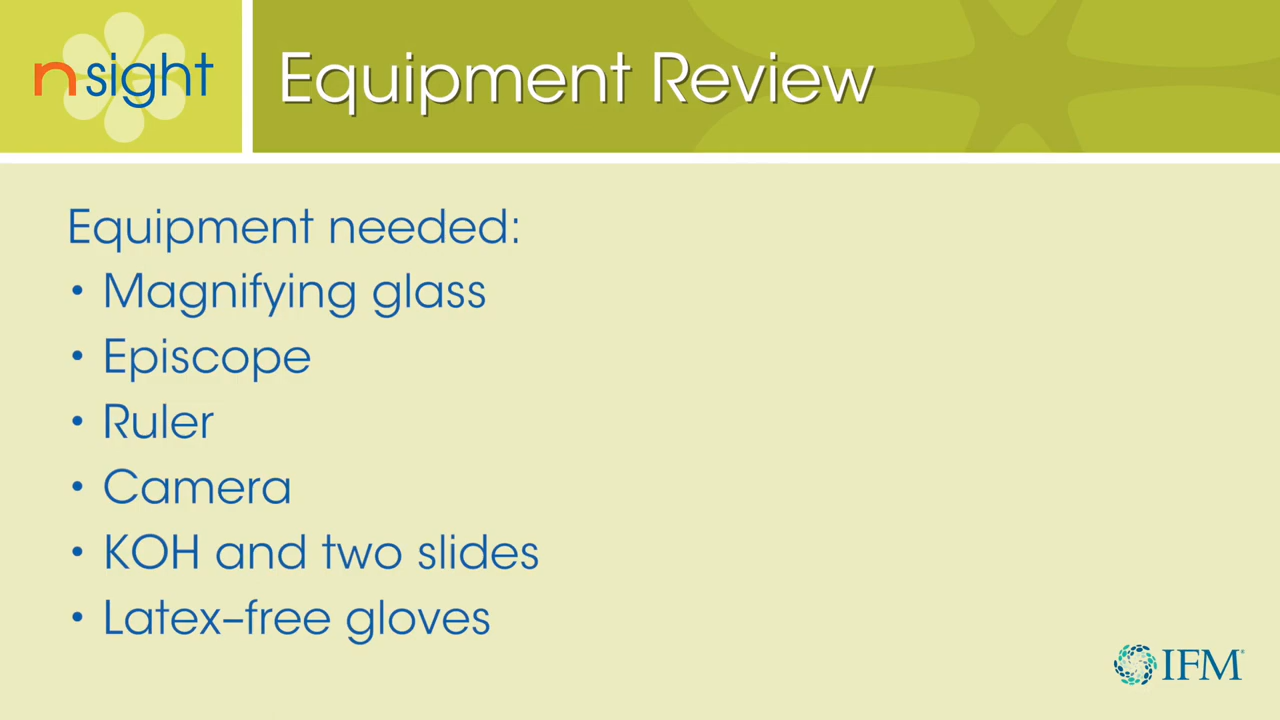 nsight
Equipment Review
Equipment needed:
• Magnifying glass
• Episcope
• Ruler
• Camera
• KOH and two slides
• Latex–free gloves
IFM